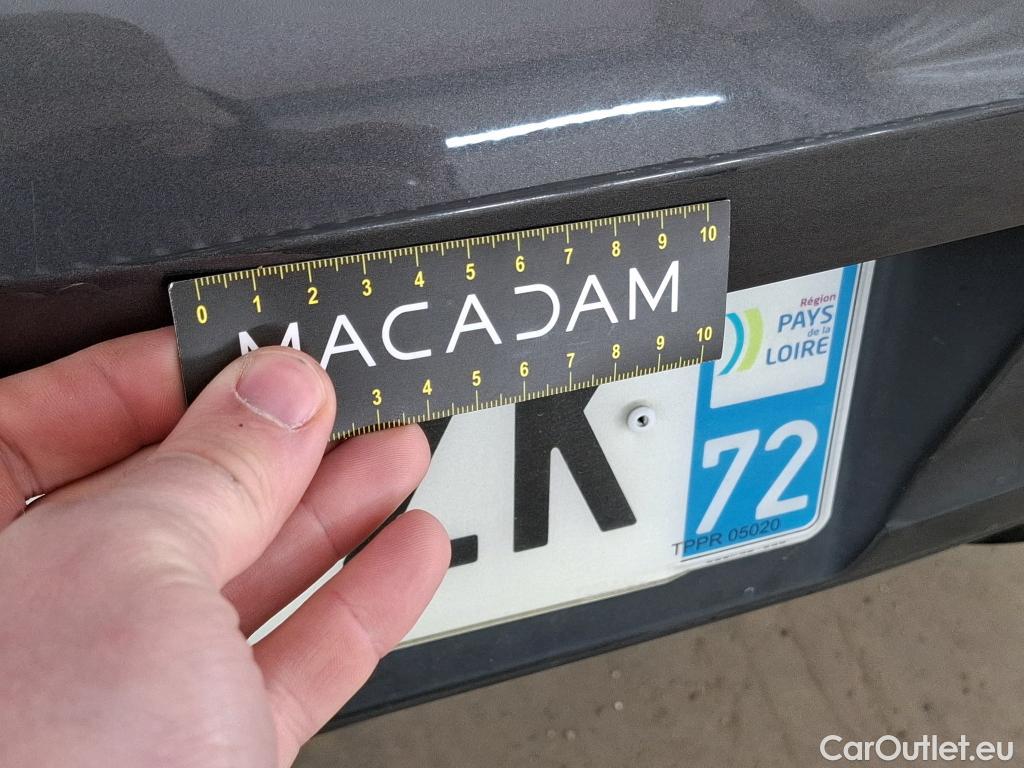 0 1 2 3 4 5 6 7 8 9 10
MACADAM
3 4 5 6 7 8 9 10
ZK
Région
PAYS
de la
LOIRE
72
TPPR 05020
CarOutlet.eu